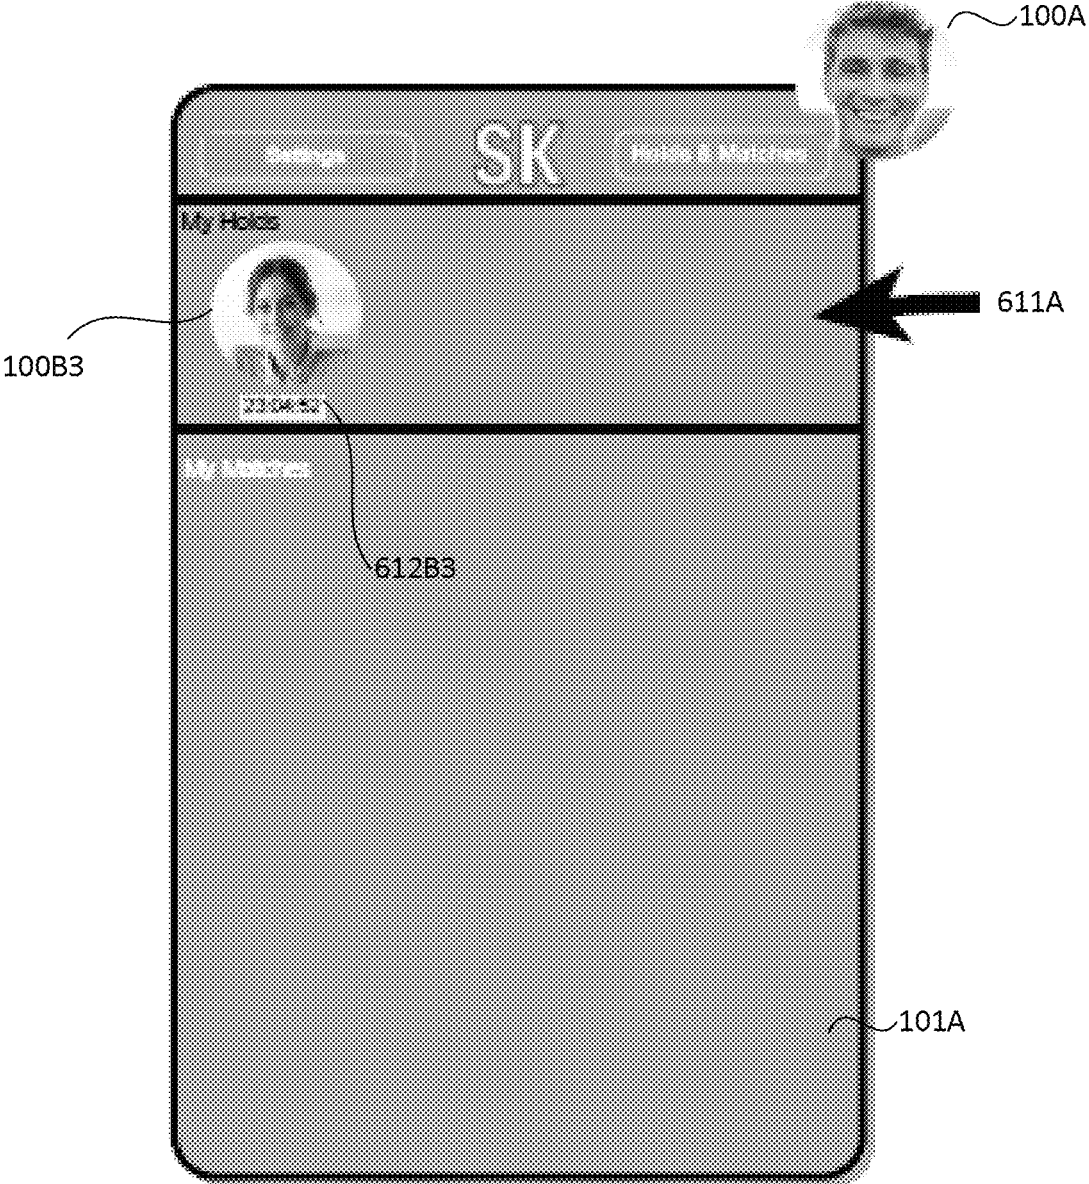 100A
Settings
SK
Holds & Matches
My Holds
611A
100B3
23:04:52
My Matches
612B3
101A